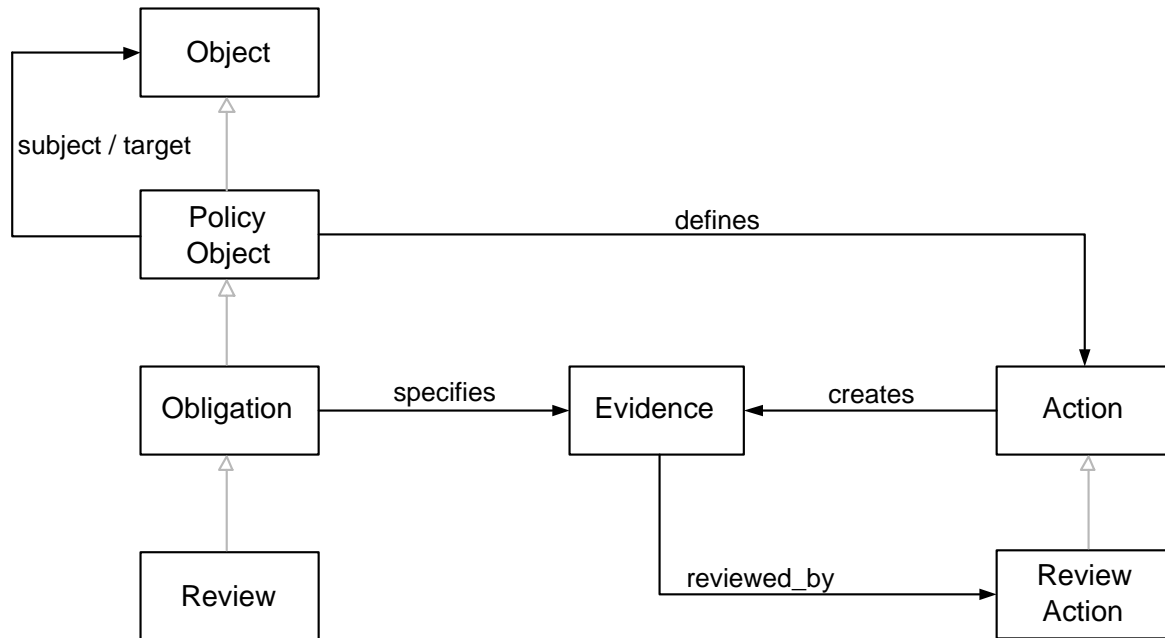 Object
subject / target
Policy
Object
defines
Obligation
specifies
Evidence
creates
Action
Review
reviewed_by
Review
Action